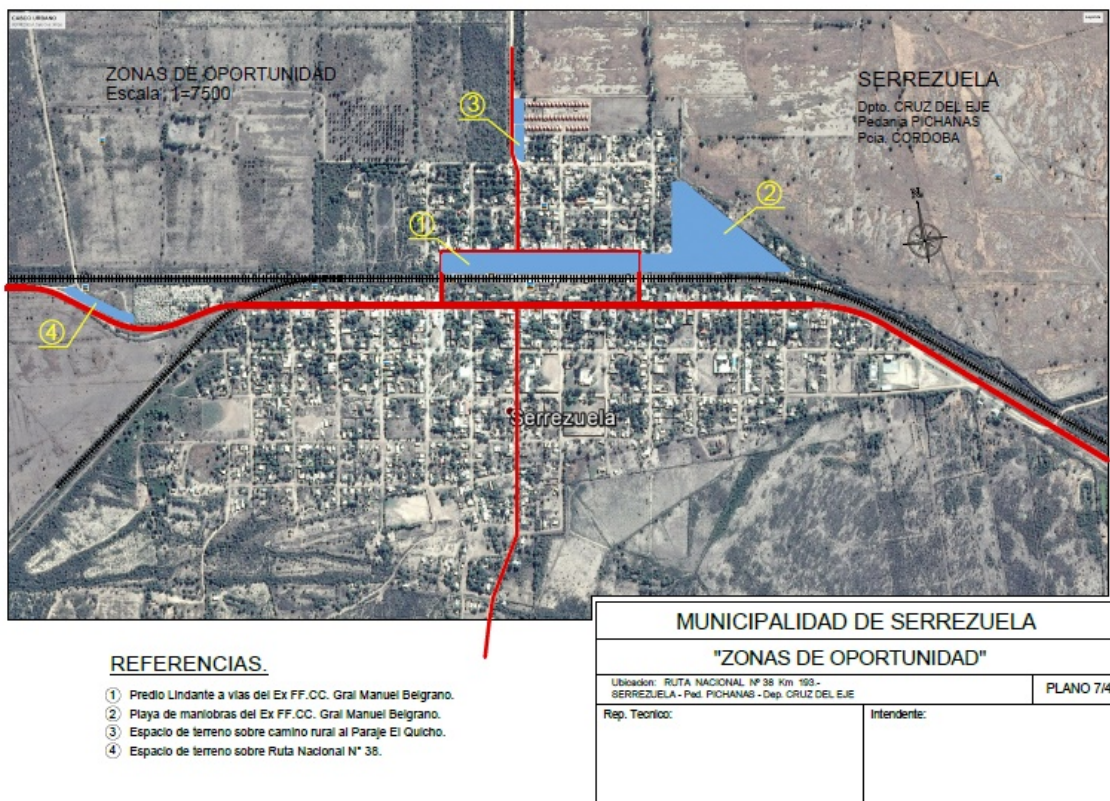 CASCO URBANO
ZONAS DE OPORTUNIDAD
Escala: 1=7500
SERREZUELA
Dpto. CRUZ DEL EJE
Pedania PICHANAS
Pcia. CORDOBA
N
3
2
1
4
Serrezuela
REFERENCIAS.
1 Predio Lindante a vias del Ex FF.CC. Gral Manuel Belgrano.
2 Playa de maniobras del Ex FF.CC. Gral Manuel Belgrano.
3 Espacio de terreno sobre camino rural al Paraje El Quicho.
4 Espacio de terreno sobre Ruta Nacional N° 38.
MUNICIPALIDAD DE SERREZUELA
"ZONAS DE OPORTUNIDAD"
Ubicacion: RUTA NACIONAL Nº 38 Km 193.-
SERREZUELA - Ped. PICHANAS - Dep. CRUZ DEL EJE
PLANO 7/4
Rep. Tecnico:
Intendente: